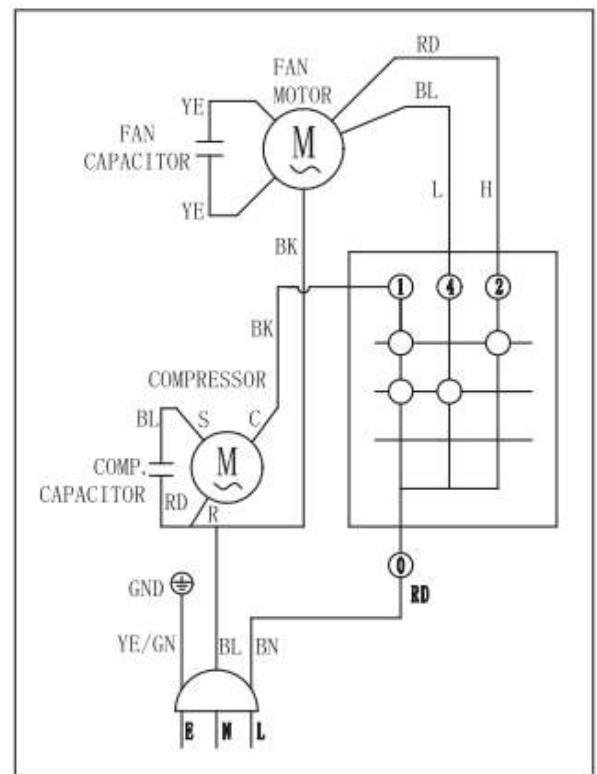 RD
FAN
MOTOR
BL
YE
FAN
CAPACITOR
M
L
H
YE
BK
1
4
2
BK
COMPRESSOR
BL
S
C
M
COMP.
CAPACITOR
RD
R
0
GND
RD
YE/GN
BL
BN
E
N
L